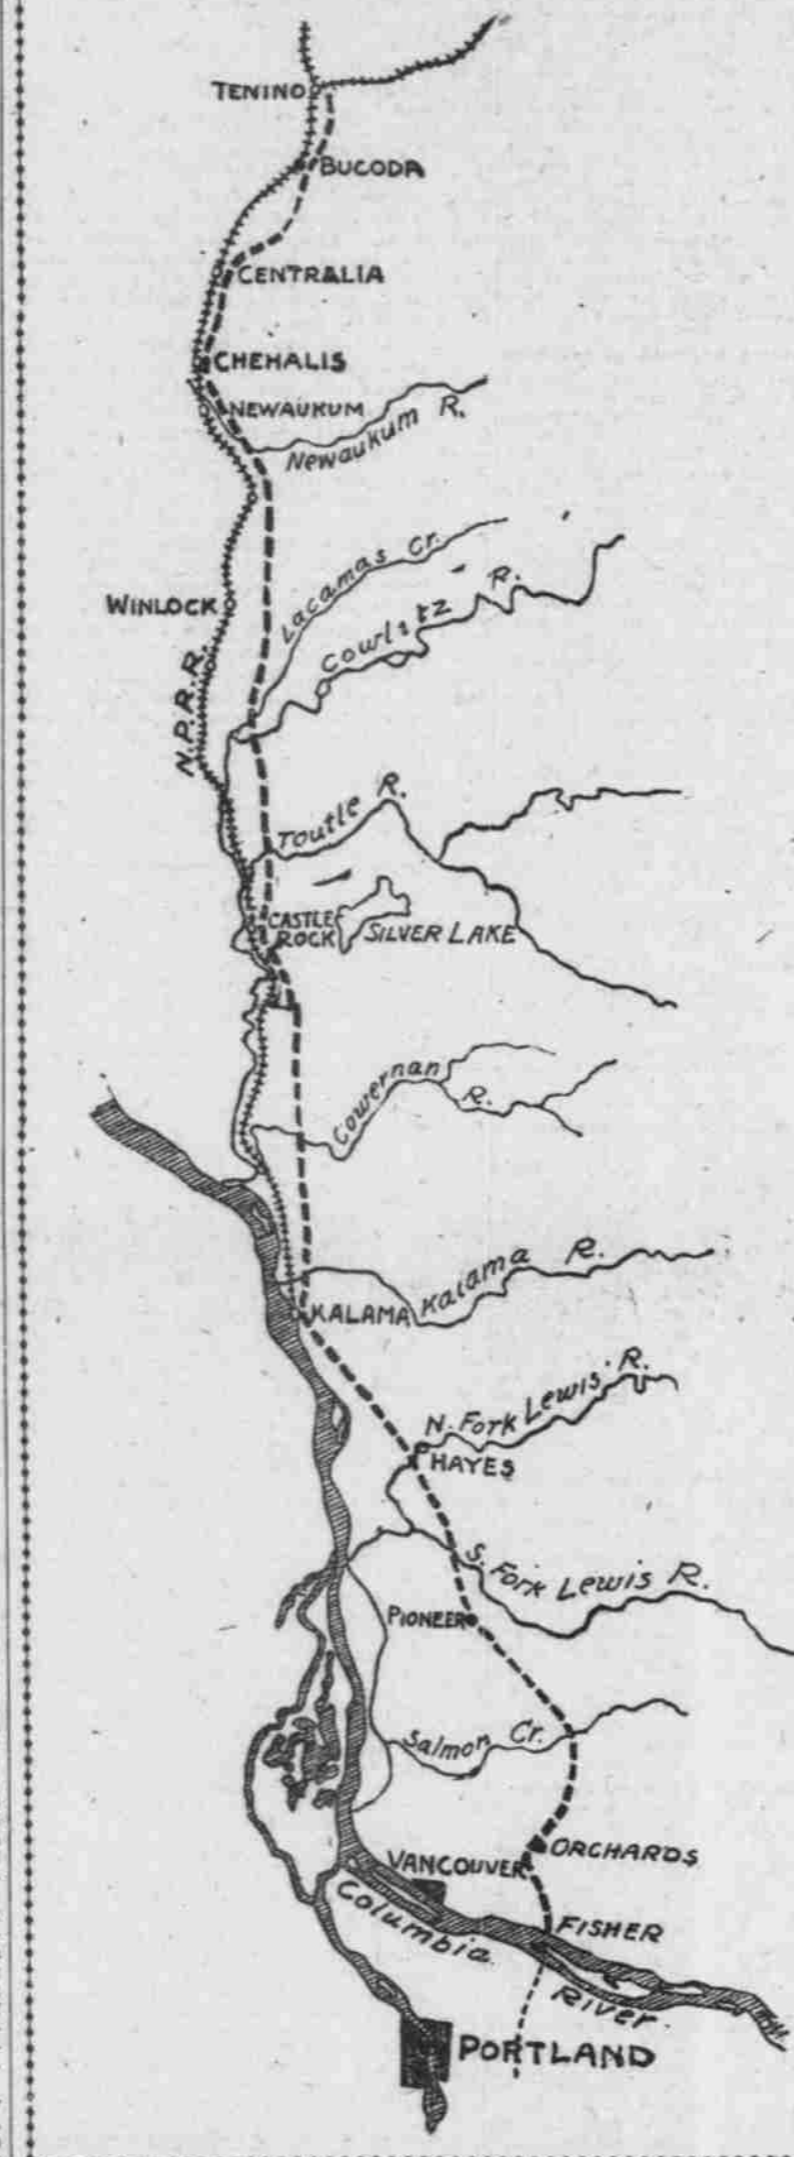 TENINO
BUCODA
CENTRALIA
CHEHALIS
NEWAUKUM
Newaukum R.
Lacamas Cr.
Cowlitz R.
WINLOCK
N.P.R.R.
Toutle R.
CASTLE
ROCK
SILVER LAKE
Cowernan
R.
KALAMA
Kalama R.
N. Fork Lewis R.
HAYES
S. Fork Lewis R.
PIONEER
Salmon Cr.
ORCHARDS
VANCOUVER
Columbia
FISHER
River
PORTLAND